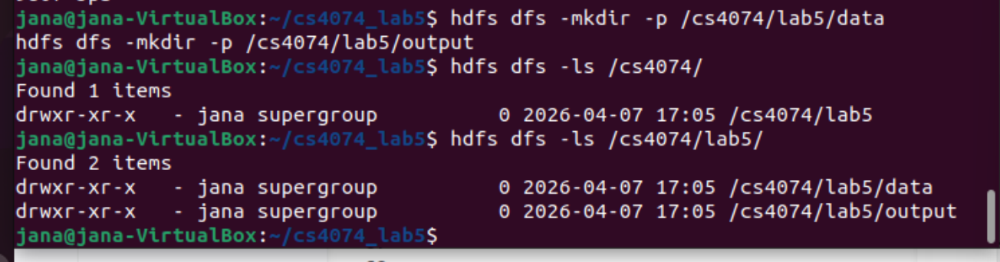 jana@jana-VirtualBox:~/cs4074_lab5$ hdfs dfs -mkdir -p /cs4074/lab5/data
hdfs dfs -mkdir -p /cs4074/lab5/output
jana@jana-VirtualBox:~/cs4074_lab5$ hdfs dfs -ls /cs4074/
Found 1 items
drwxr-xr-x   - jana supergroup          0 2026-04-07 17:05 /cs4074/lab5
jana@jana-VirtualBox:~/cs4074_lab5$ hdfs dfs -ls /cs4074/lab5/
Found 2 items
drwxr-xr-x   - jana supergroup          0 2026-04-07 17:05 /cs4074/lab5/data
drwxr-xr-x   - jana supergroup          0 2026-04-07 17:05 /cs4074/lab5/output
jana@jana-VirtualBox:~/cs4074_lab5$